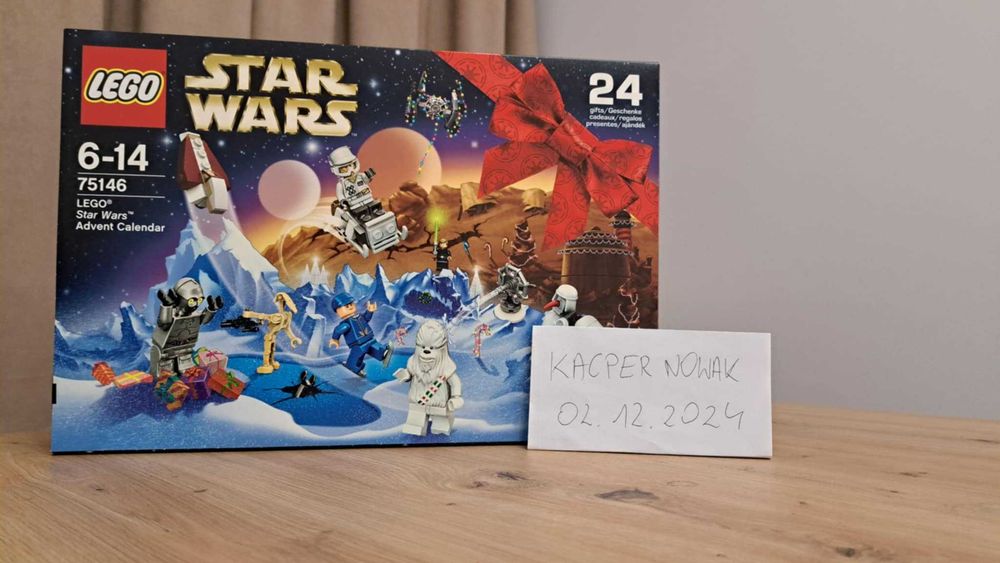 LEGO
STAR
WARS™
6-14
75146
LEGO®
Star Wars™
Advent Calendar
24
gifts/Geschenke
cadeaux/regalos
presentes/ajándék
KACPER NOWAK
02.12.2024